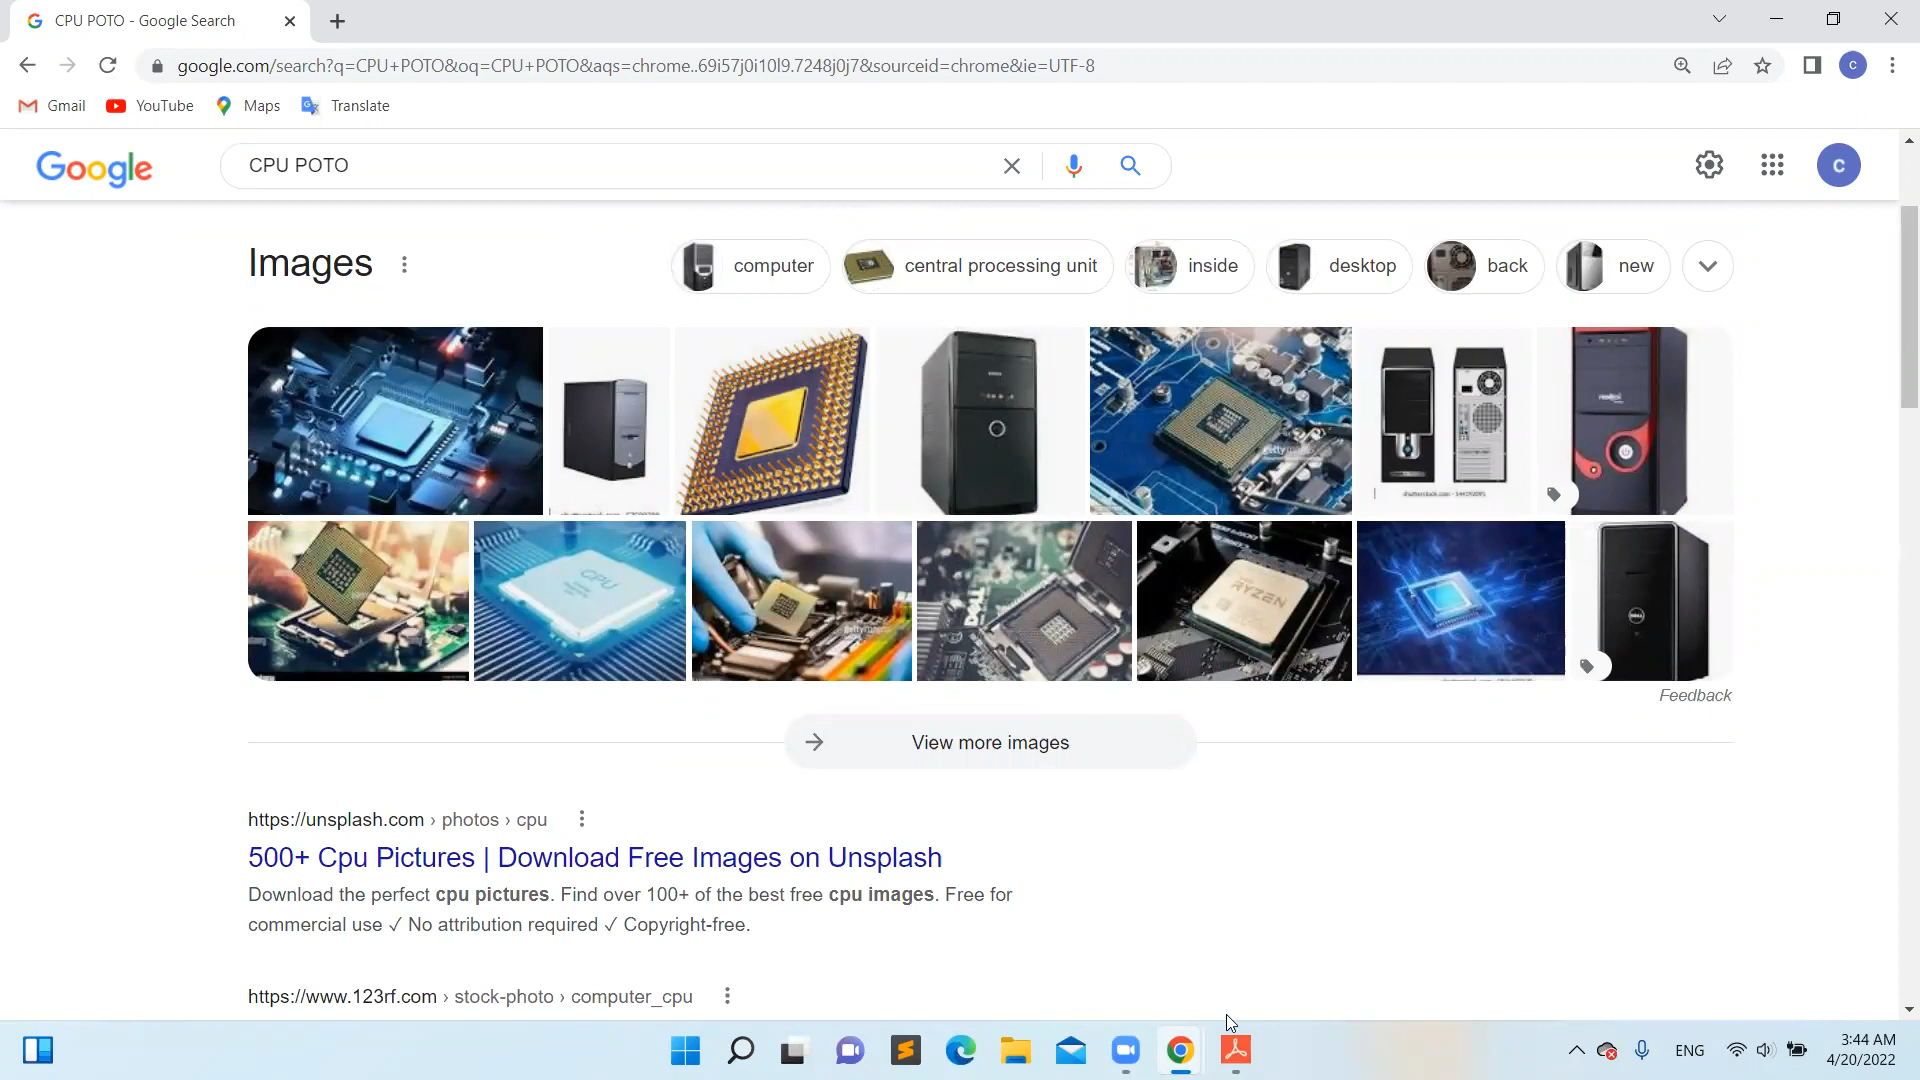 CPU POTO - Google Search
google.com/search?q=CPU+POTO&oq=CPU+POTO&aqs=chrome..69i57j0i10l9.7248j0j7&sourceid=chrome&ie=UTF-8
C
Gmail
YouTube
Maps
Translate
Google
CPU POTO
C
Images
computer
central processing unit
inside
desktop
back
new
CPU
DELL
RYZEN
DELL
Feedback
View more images
https://unsplash.com › photos › cpu
500+ Cpu Pictures | Download Free Images on Unsplash
Download the perfect cpu pictures. Find over 100+ of the best free cpu images. Free for
commercial use ✓ No attribution required ✓ Copyright-free.
https://www.123rf.com › stock-photo › computer_cpu
ENG
3:44 AM
4/20/2022